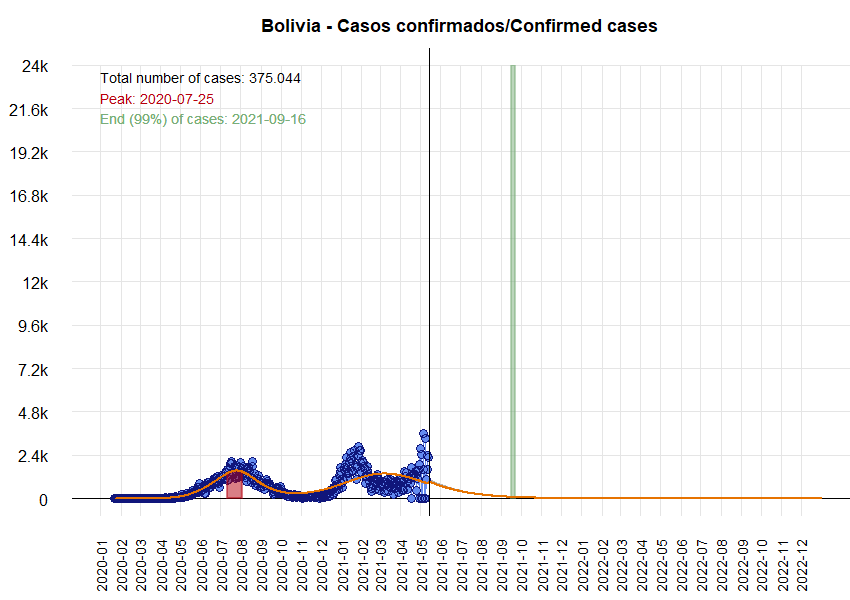 Bolivia - Casos confirmados/Confirmed cases
24k
Total number of cases: 375.044
Peak: 2020-07-25
21.6k
End (99%) of cases: 2021-09-16
19.2k
16.8k
14.4k
12k
9.6k
7.2k
4.8k
2.4k
0
2020-01
2020-02
2020-03
2020-04
2020-05
2020-06
2020-07
2020-08
2020-09
2020-10
2020-11
2020-12
2021-01
2021-02
2021-03
2021-04
2021-05
2021-06
2021-07
2021-08
2021-09
2021-10
2021-11
2021-12
2022-01
2022-02
2022-03
2022-04
2022-05
2022-06
2022-07
2022-08
2022-09
2022-10
2022-11
2022-12